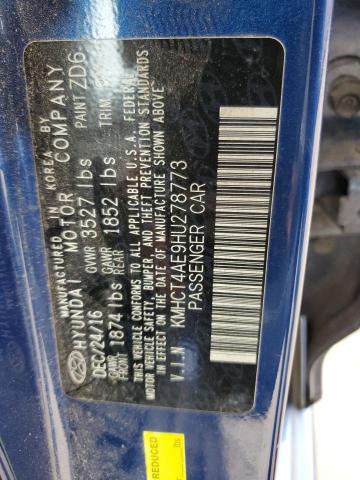 MANUFACTURED IN KOREA BY
HYUNDAI MOTOR COMPANY
DEC/24/16 GVWR 3527 lbs PAINT ZD6
GAWR FRONT 1874 lbs GAWR REAR 1852 lbs TRIM
THIS VEHICLE CONFORMS TO ALL APPLICABLE U.S.A. FEDERAL
MOTOR VEHICLE SAFETY, BUMPER, AND THEFT PREVENTION STANDARDS
IN EFFECT ON THE DATE OF MANUFACTURE SHOWN ABOVE
V.I.N. KMHCT4AE9HU278773
PASSENGER CAR
REDUCED
lbs